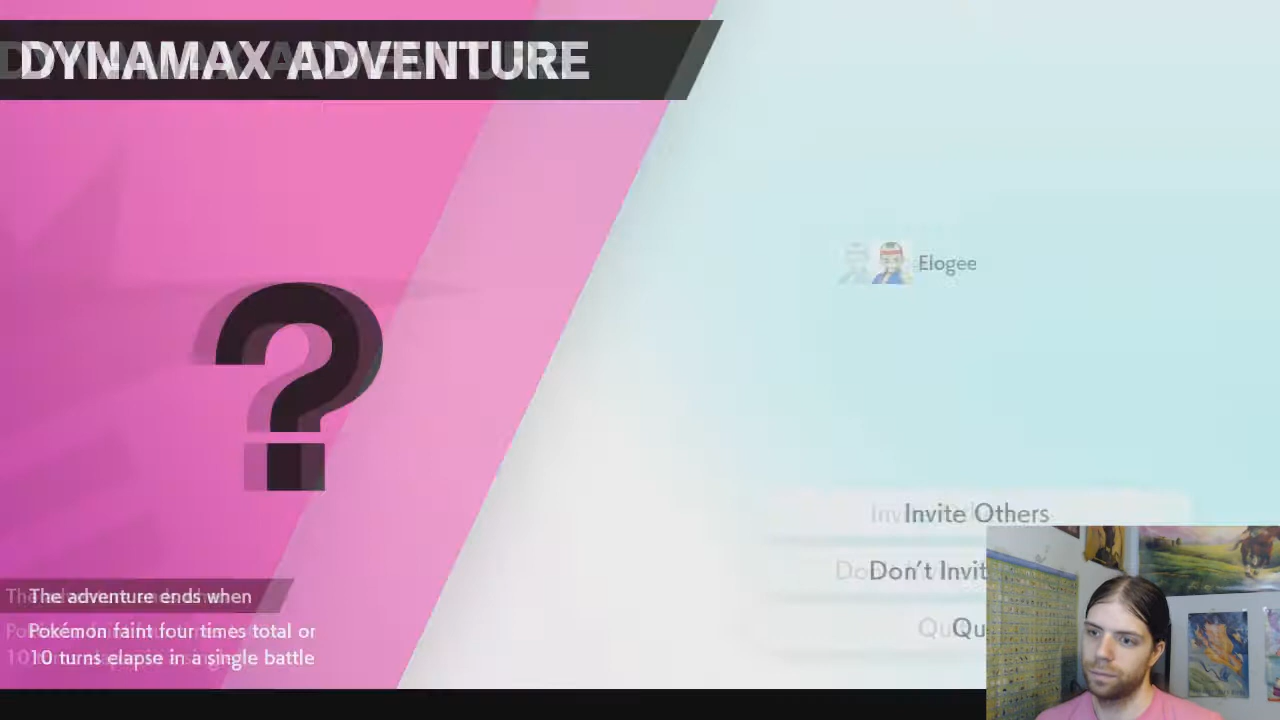 DYNAMAX ADVENTURE
Elogee
Invite Others
Don't Invit
Qu
The adventure ends when
Pokémon faint four times total or
10 turns elapse in a single battle